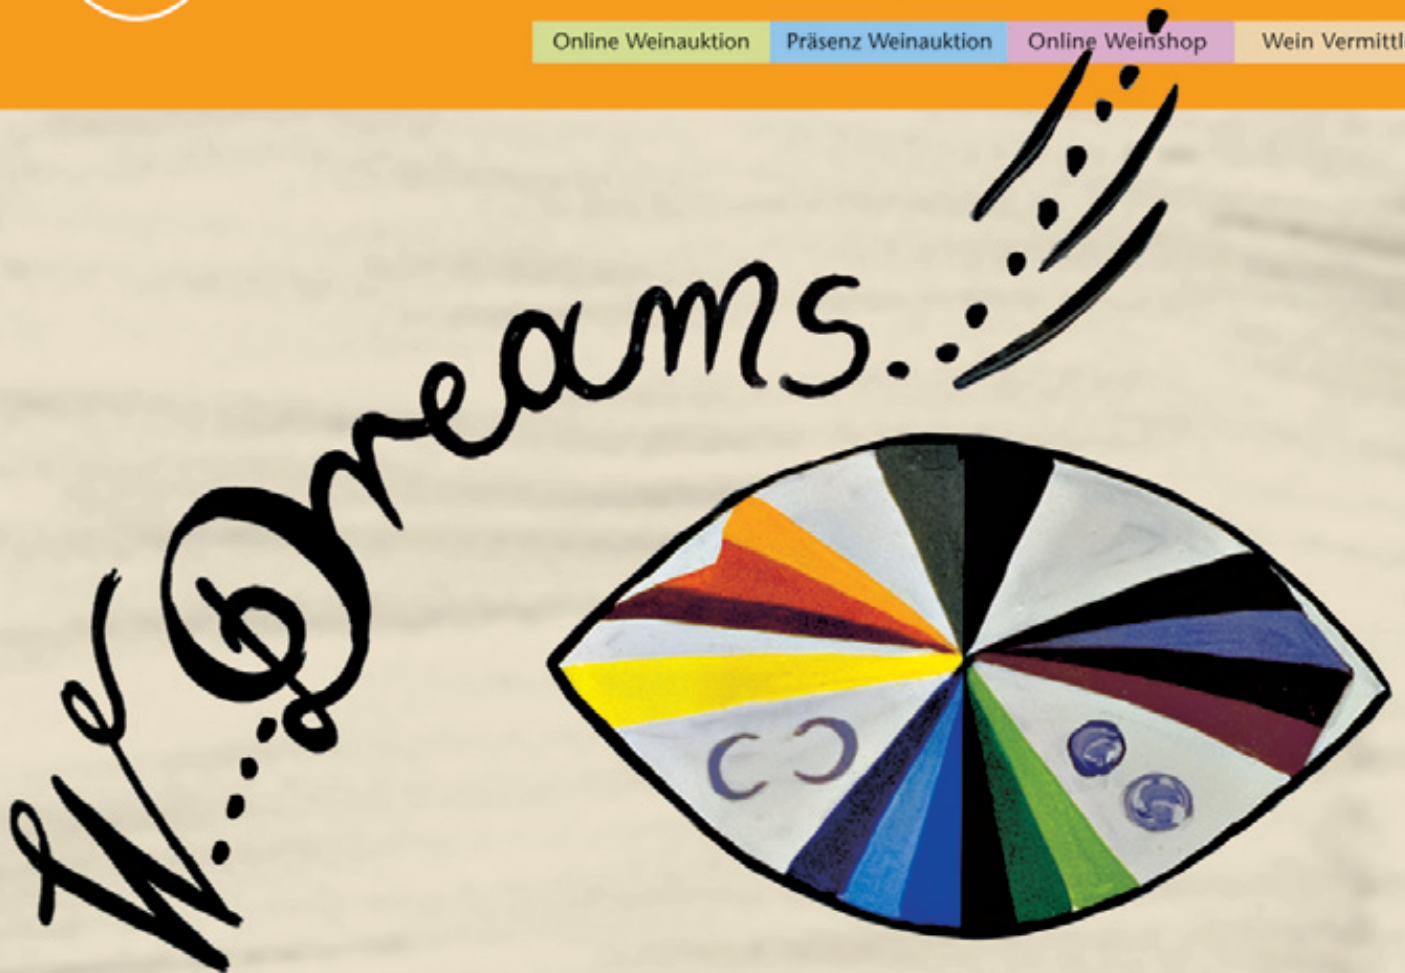 Online Weinauktion
Präsenz Weinauktion
Online Weinshop
Wein Vermittl
We Dreams...